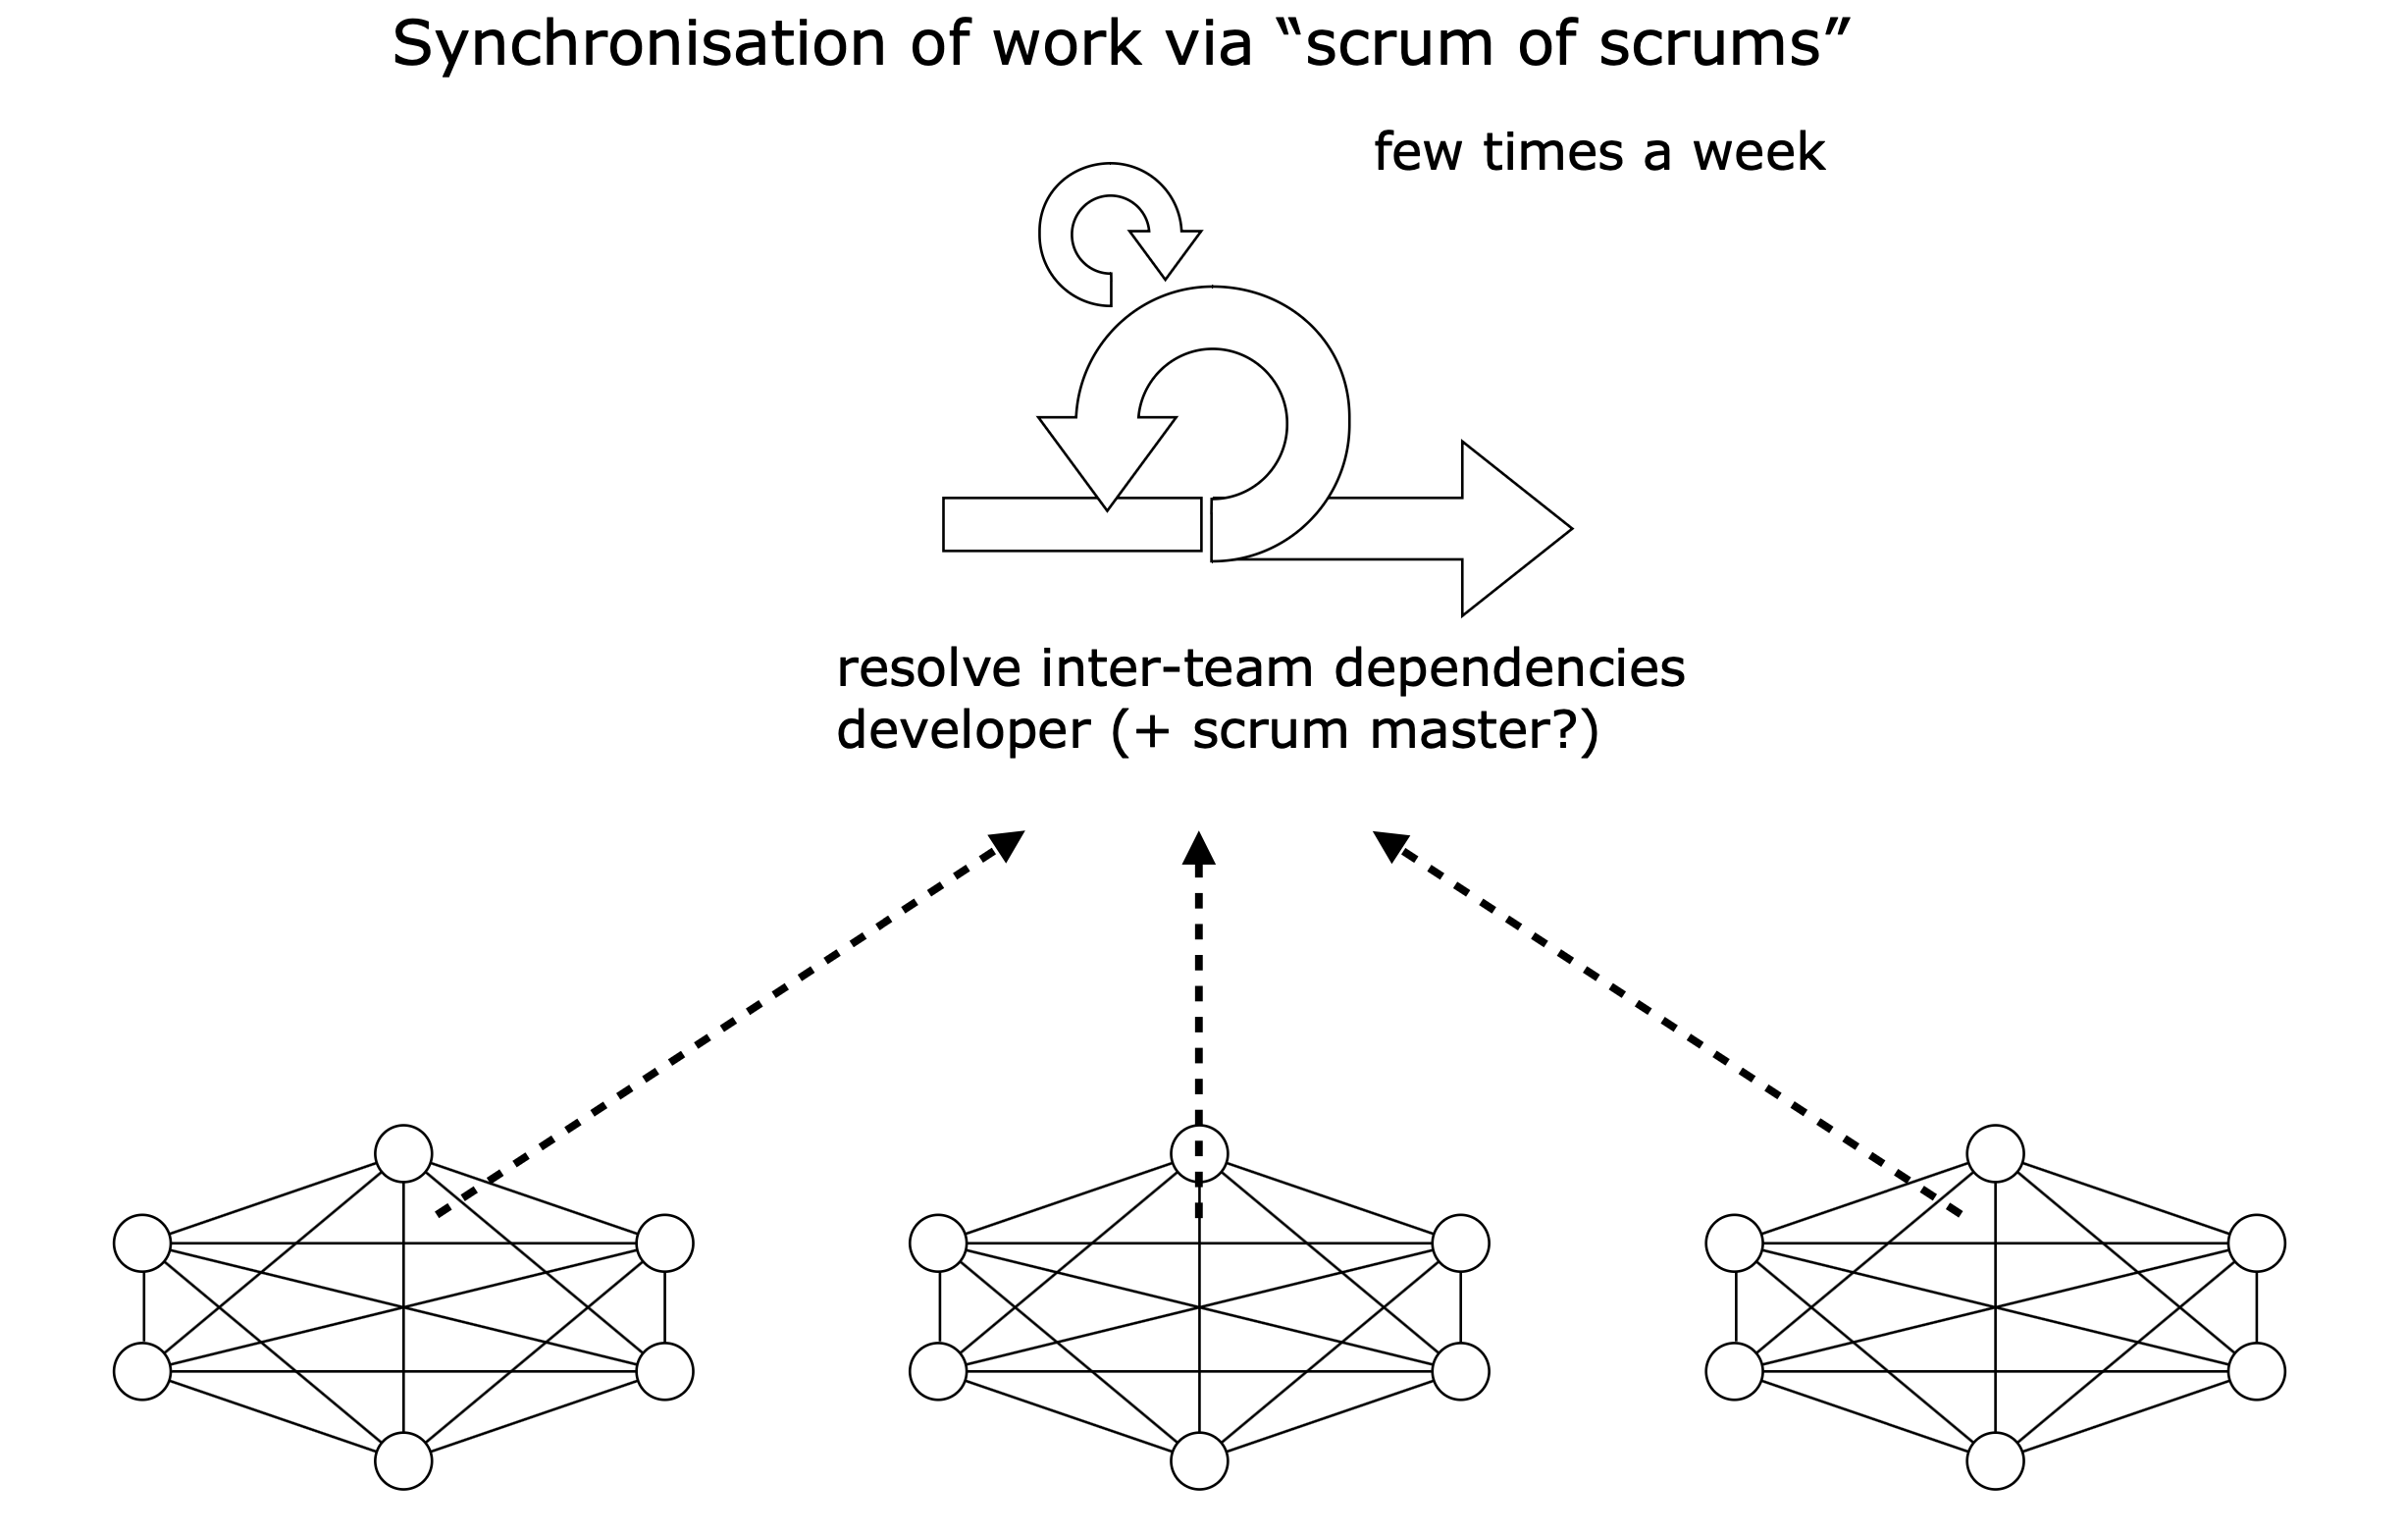 Synchronisation of work via “scrum of scrums”
few times a week
resolve inter-team dependencies
developer (+ scrum master?)